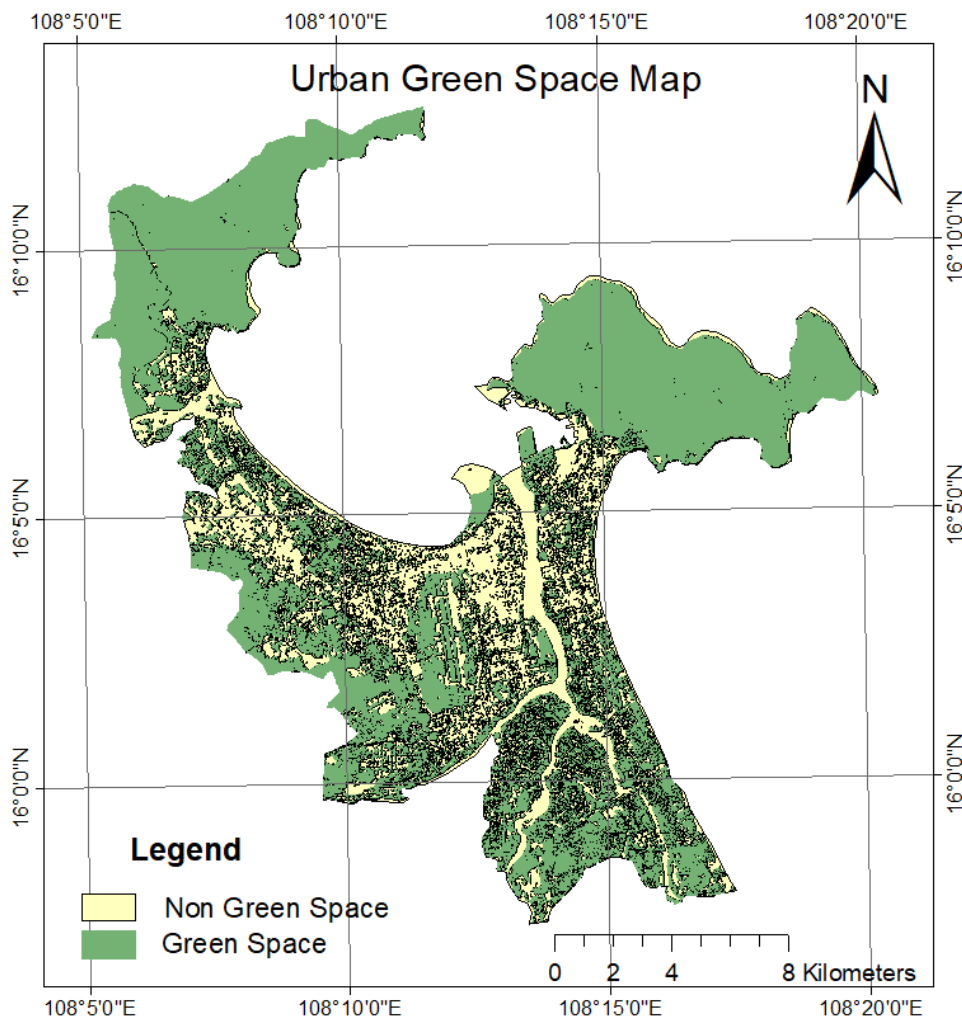 108°5'0"E 108°10'0"E 108°15'0"E 108°20'0"E
Urban Green Space Map
N
16°10'0"N 16°10'0"N
16°5'0"N 16°5'0"N
16°0'0"N 16°0'0"N
Legend
Non Green Space
Green Space
0 2 4 8 Kilometers
108°5'0"E 108°10'0"E 108°15'0"E 108°20'0"E